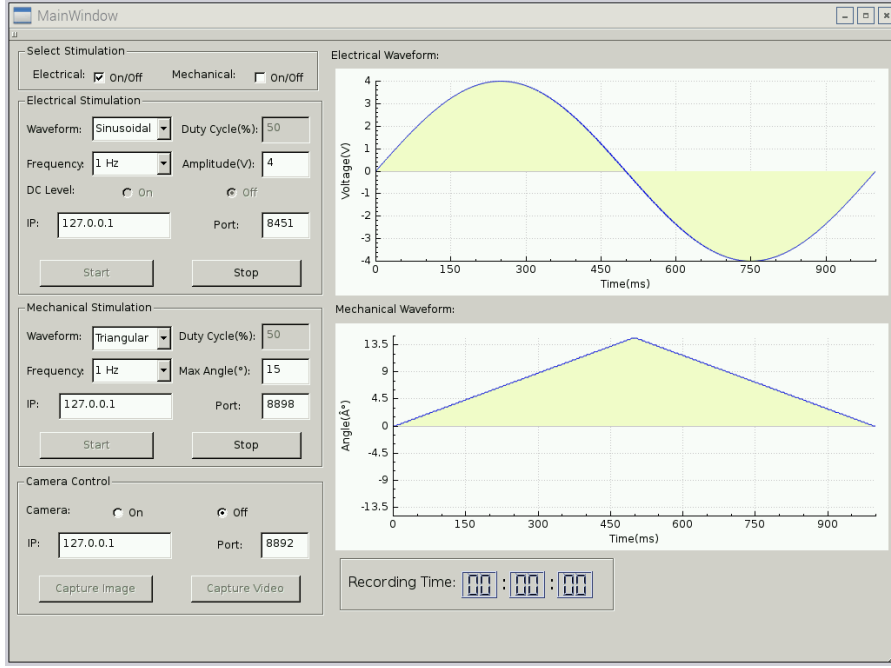 MainWindow
Select Stimulation
Electrical: On/Off Mechanical: On/Off
Electrical Stimulation
Waveform: Sinusoidal Duty Cycle(%): 50
Frequency: 1 Hz Amplitude(V): 4
DC Level: On Off
IP: 127.0.0.1 Port: 8451
Start Stop
Mechanical Stimulation
Waveform: Triangular Duty Cycle(%): 50
Frequency: 1 Hz Max Angle(°): 15
IP: 127.0.0.1 Port: 8898
Start Stop
Camera Control
Camera: On Off
IP: 127.0.0.1 Port: 8892
Capture Image Capture Video
Electrical Waveform:
4
3
2
1
0
-1
-2
-3
-4
Voltage(V)
0 150 300 450 600 750 900
Time(ms)
Mechanical Waveform:
13.5
9
4.5
0
-4.5
-9
-13.5
Angle(Â°)
0 150 300 450 600 750 900
Time(ms)
Recording Time: 00:00:00